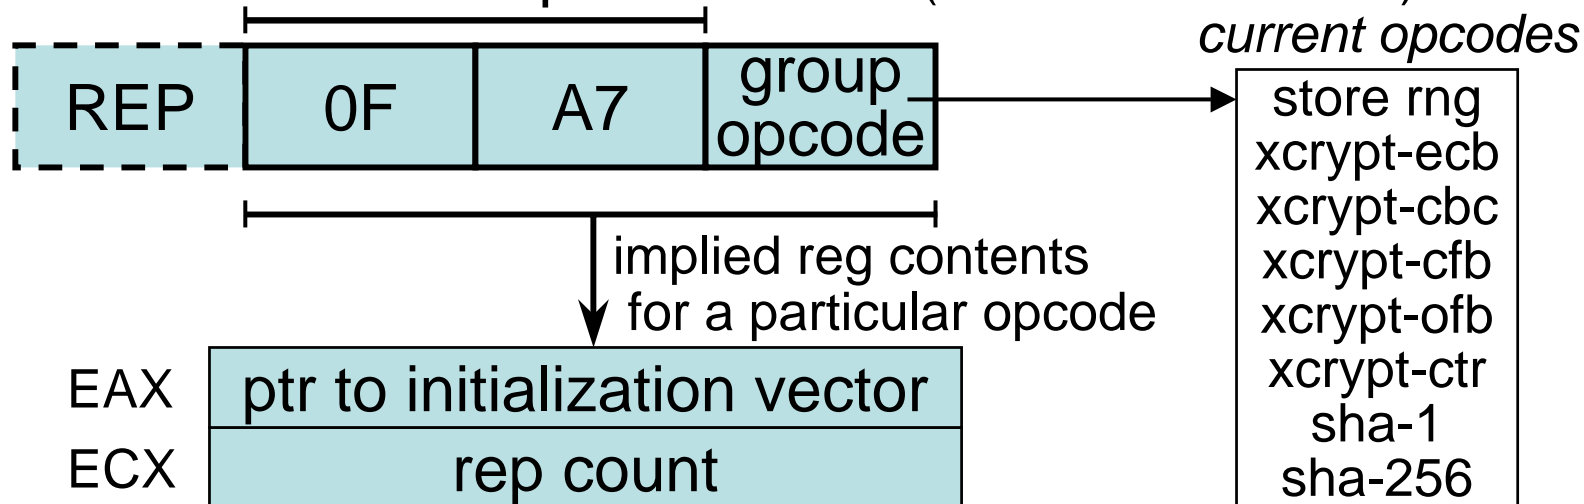 current opcodes
REP
0F
A7
group
opcode
store rng
xcrypt-ecb
xcrypt-cbc
xcrypt-cfb
xcrypt-ofb
xcrypt-ctr
sha-1
sha-256
implied reg contents
for a particular opcode
EAX
ptr to initialization vector
ECX
rep count